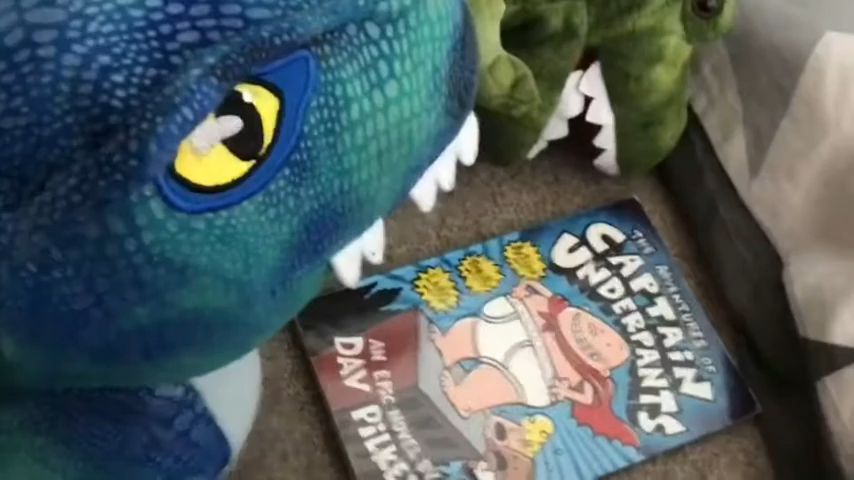 THE ADVENTURES OF
CAPTAIN
UNDERPANTS
AN EPIC NOVEL BY
DAV PILKEY